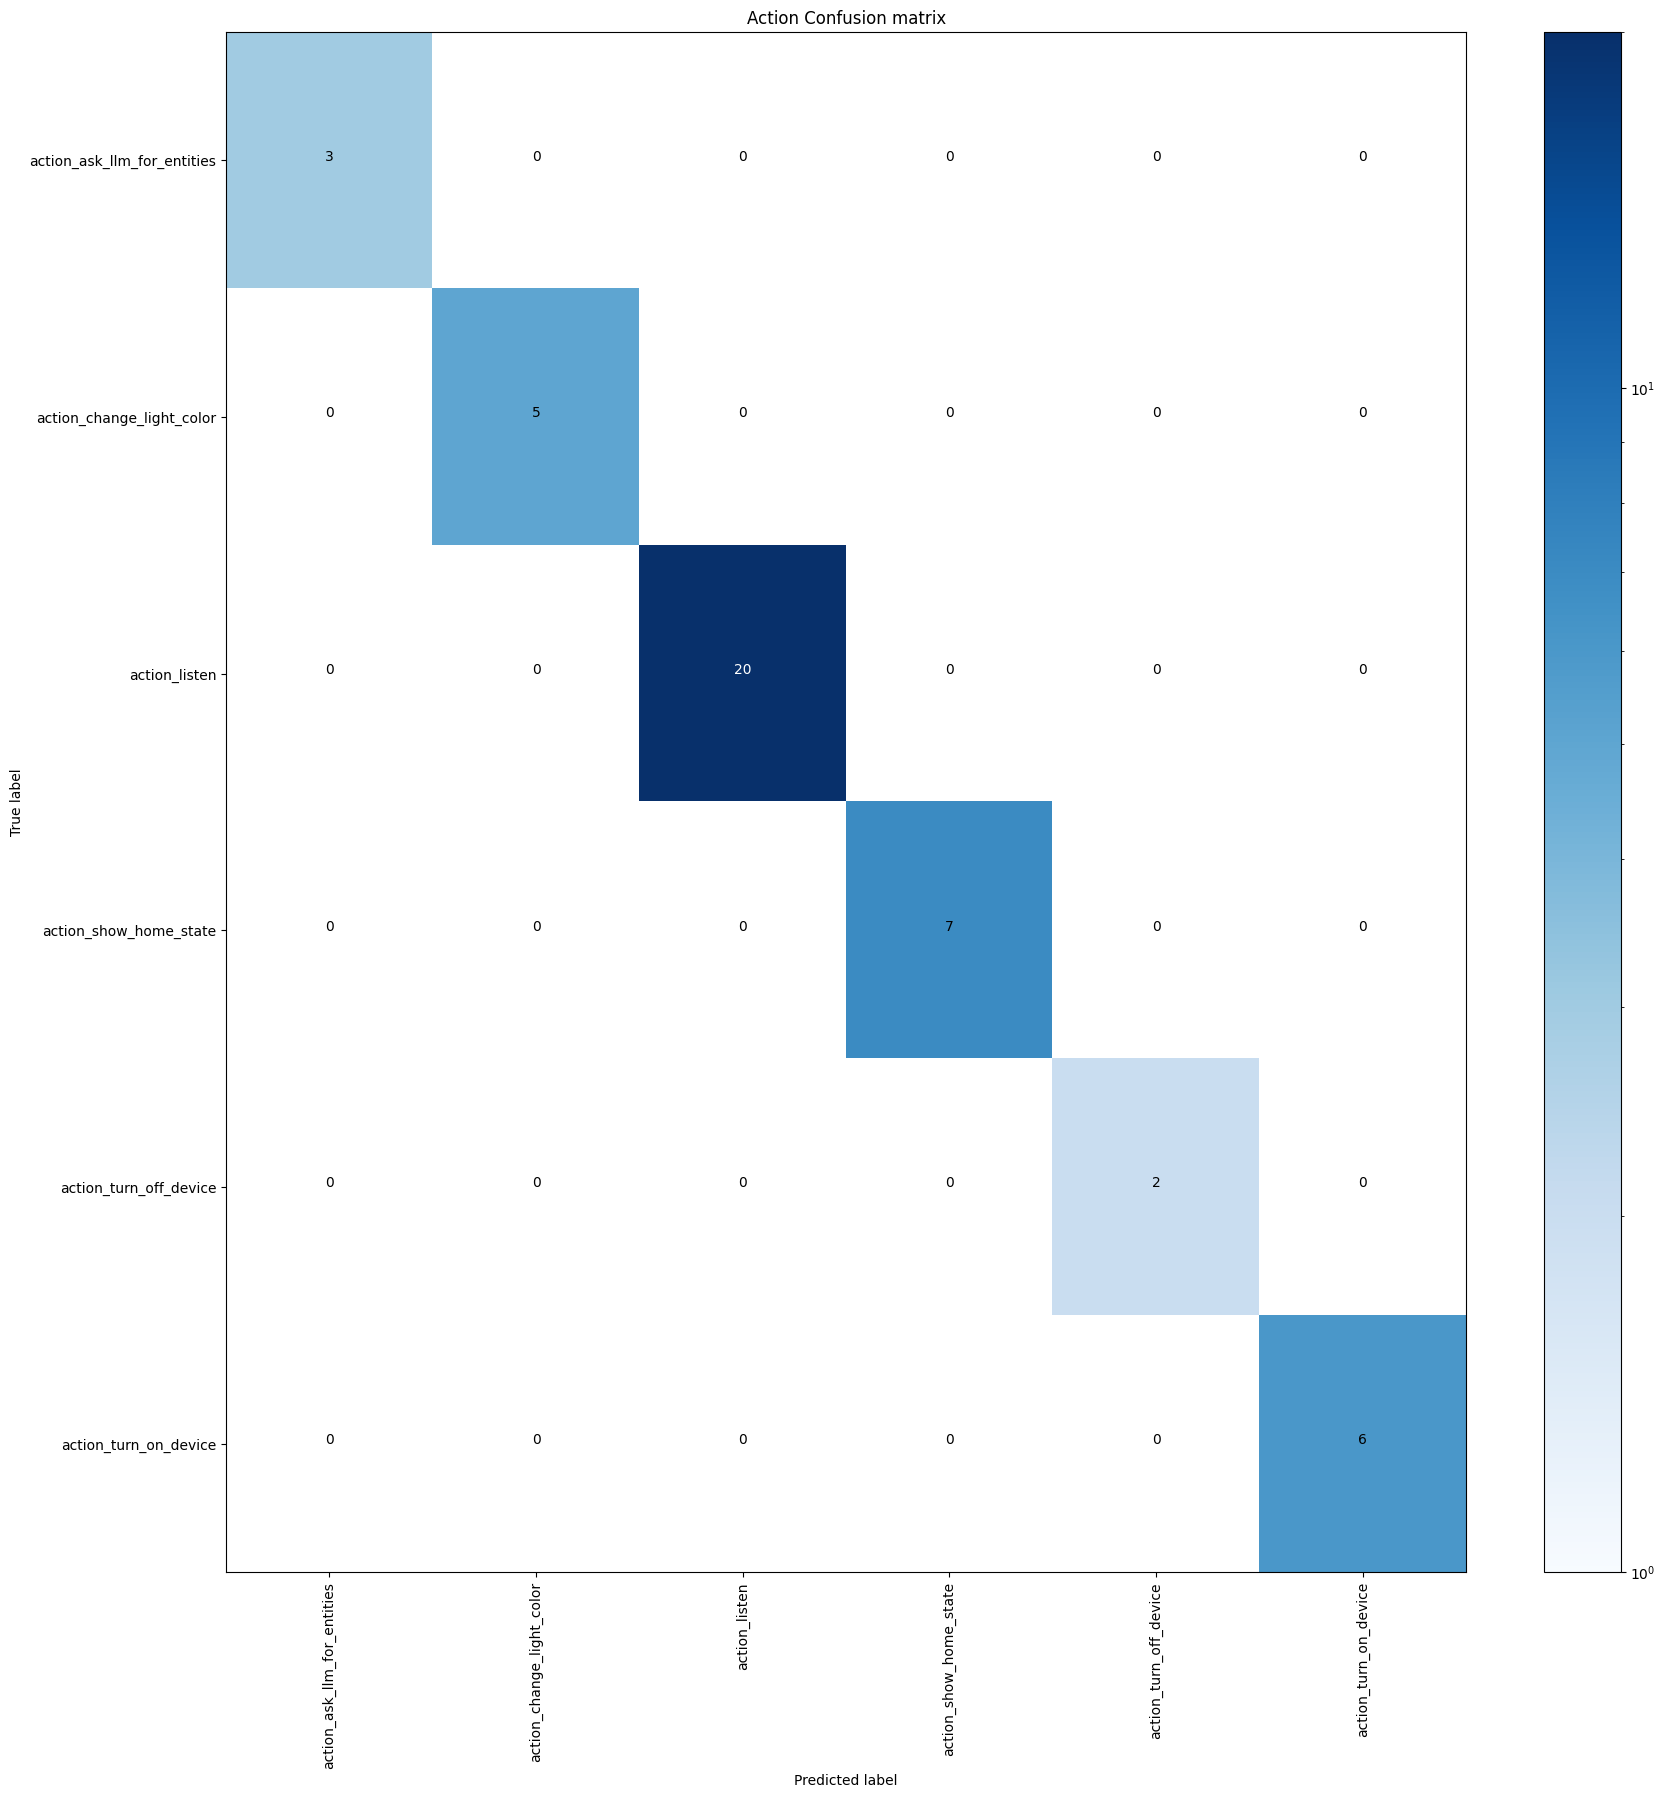 Action Confusion matrix
action_ask_llm_for_entities
3 0 0 0 0 0
action_change_light_color
0 5 0 0 0 0
action_listen
0 0 20 0 0 0
action_show_home_state
0 0 0 7 0 0
action_turn_off_device
0 0 0 0 2 0
action_turn_on_device
0 0 0 0 0 6
True label
action_ask_llm_for_entities
action_change_light_color
action_listen
action_show_home_state
action_turn_off_device
action_turn_on_device
Predicted label
10¹
10⁰